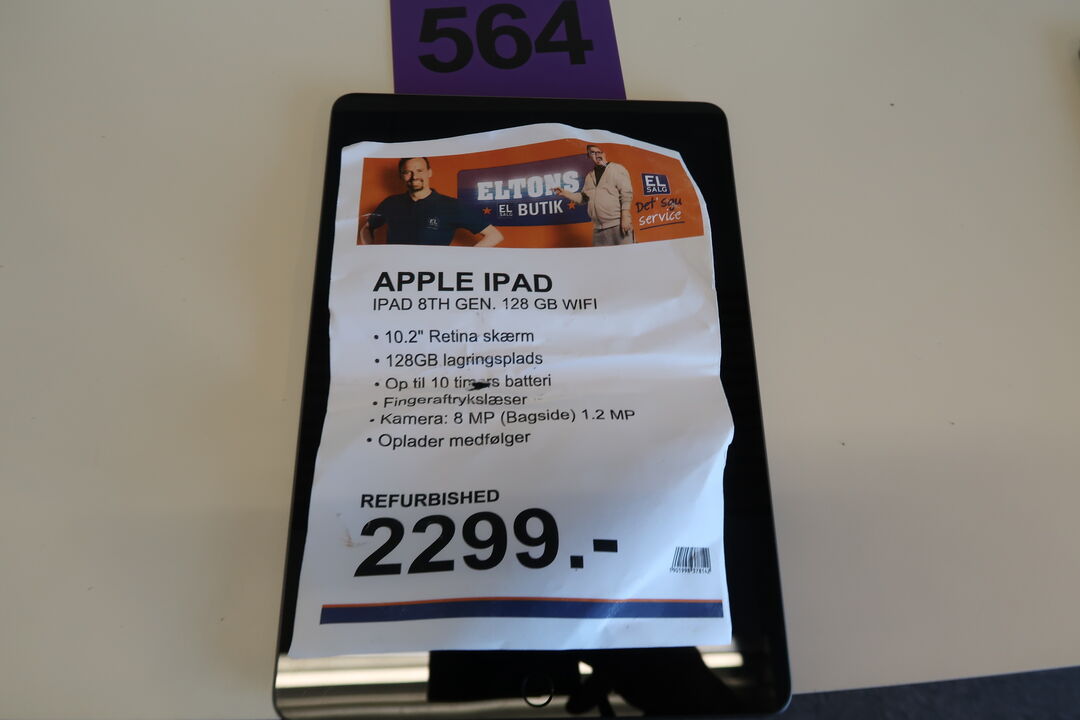 564
ELTONS
EL SALG BUTIK
EL
SALG
Det sku
service
APPLE IPAD
IPAD 8TH GEN. 128 GB WIFI
• 10.2" Retina skærm
• 128GB lagringsplads
• Op til 10 timers batteri
• Fingeraftrykslæser
• Kamera: 8 MP (Bagside) 1.2 MP
• Oplader medfølger
REFURBISHED
2299.-